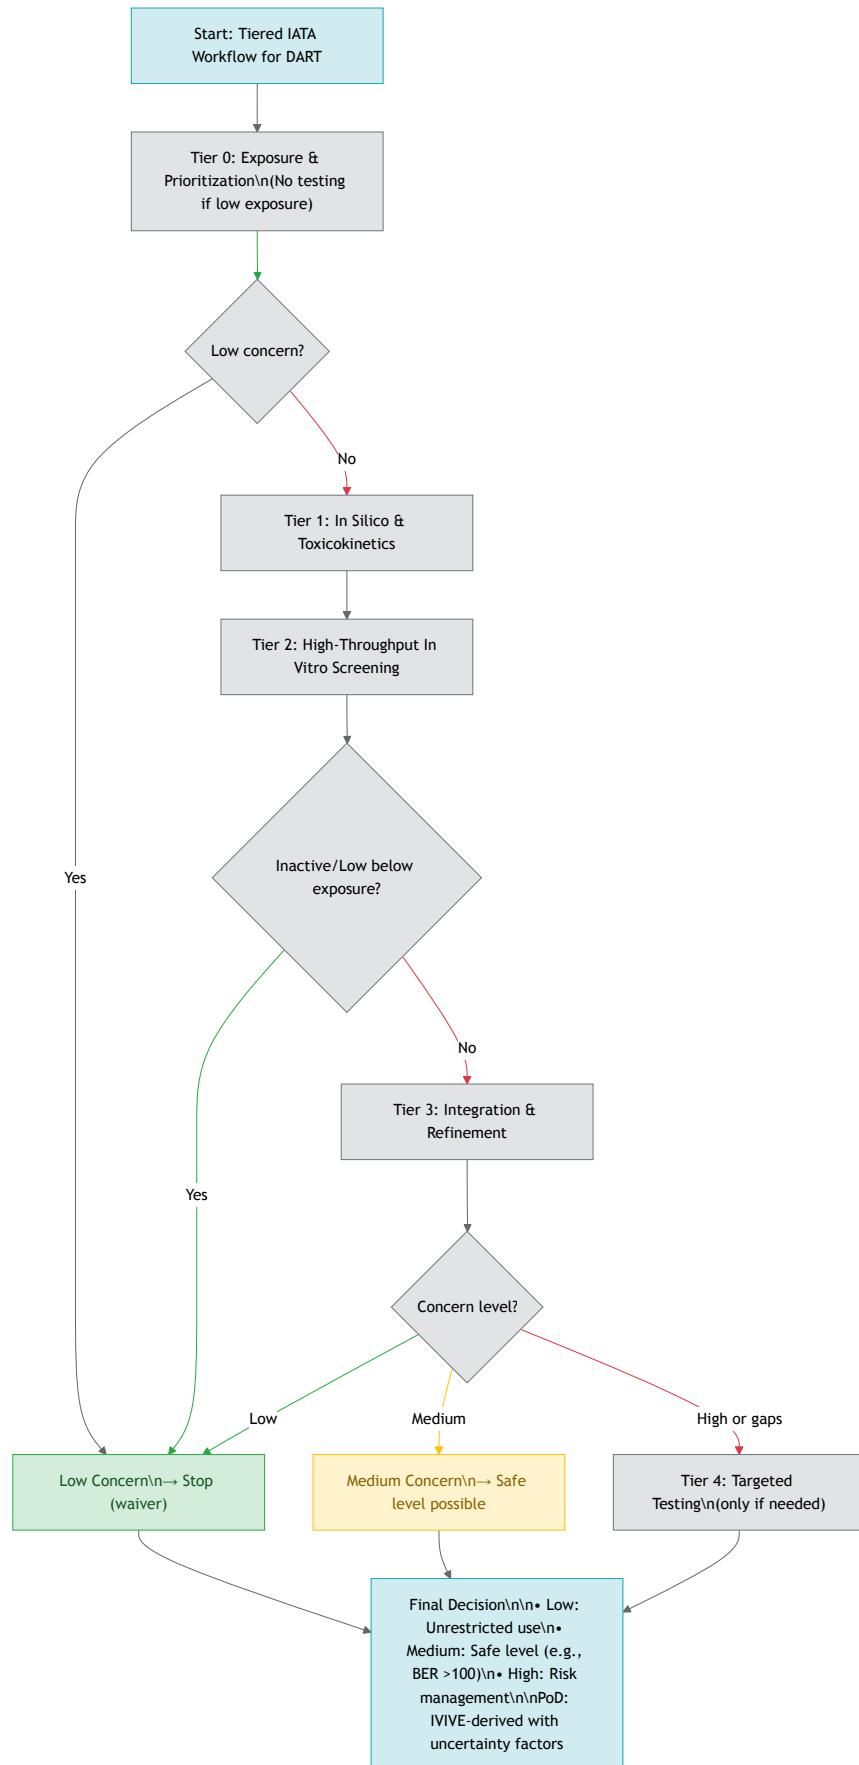 Start: Tiered IATA
Workflow for DART
Tier 0: Exposure &
Prioritization\n(No testing
if low exposure)
Low concern?
No
Tier 1: In Silico &
Toxicokinetics
Tier 2: High-Throughput In
Vitro Screening
Inactive/Low below
exposure?
Yes
No
Tier 3: Integration &
Refinement
Yes
Concern level?
Low
Medium
High or gaps
Low Concern\n→ Stop
(waiver)
Medium Concern\n→ Safe
level possible
Tier 4: Targeted
Testing\n(only if needed)
Final Decision\n\n• Low:
Unrestricted use\n•
Medium: Safe level (e.g.,
BER >100)\n• High: Risk
management\n\nPoD:
IVIVE-derived with
uncertainty factors